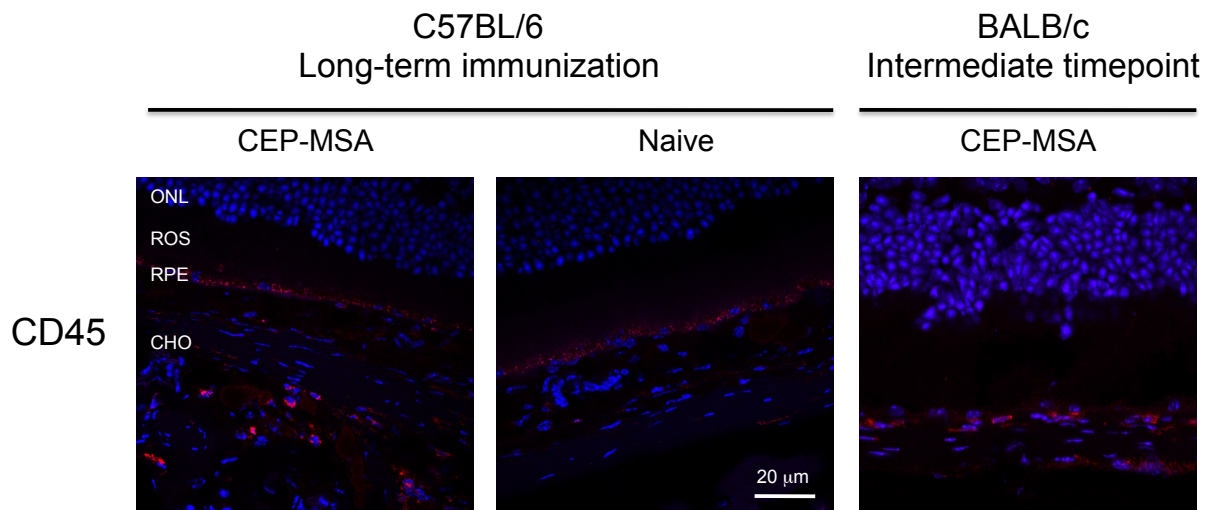 C57BL/6
Long-term immunization
BALB/c
Intermediate timepoint
CEP-MSA
Naive
CEP-MSA
CD45
ONL
ROS
RPE
CHO
20 μm